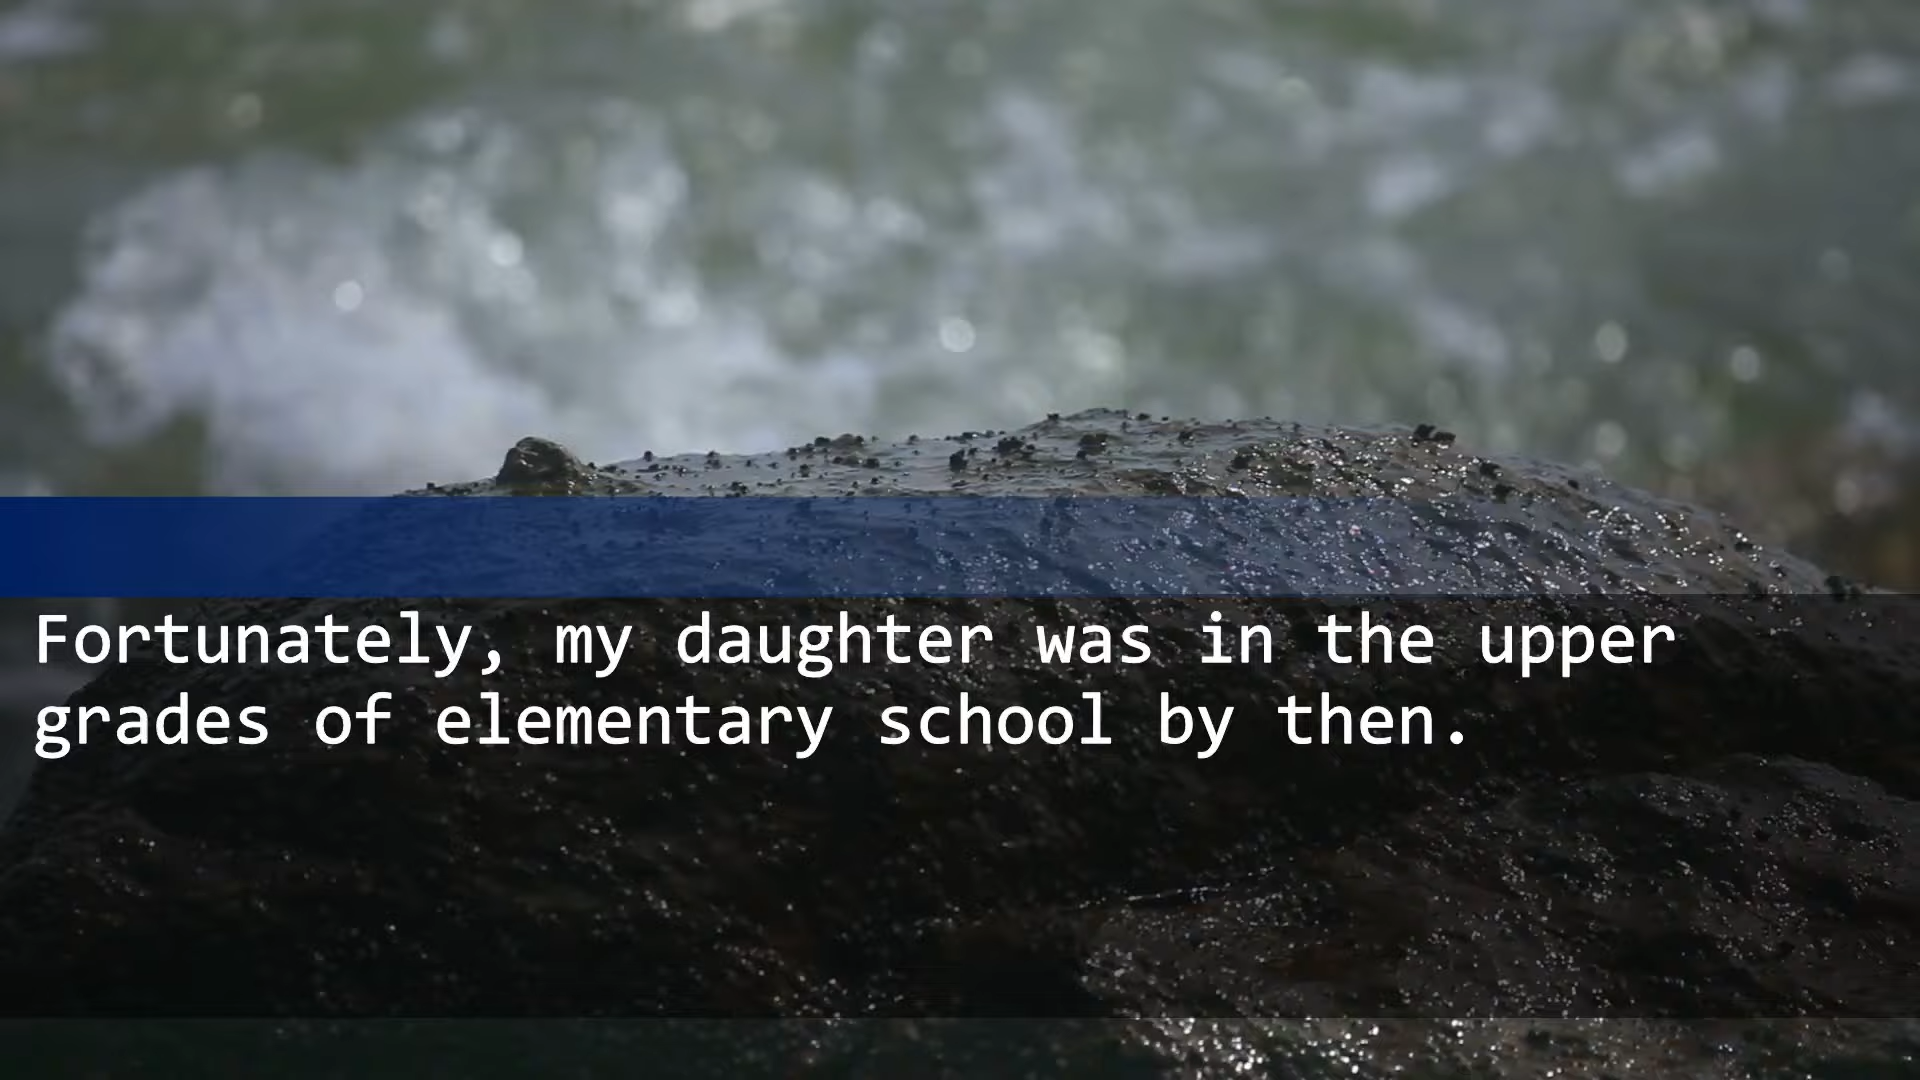 Fortunately, my daughter was in the upper
grades of elementary school by then.